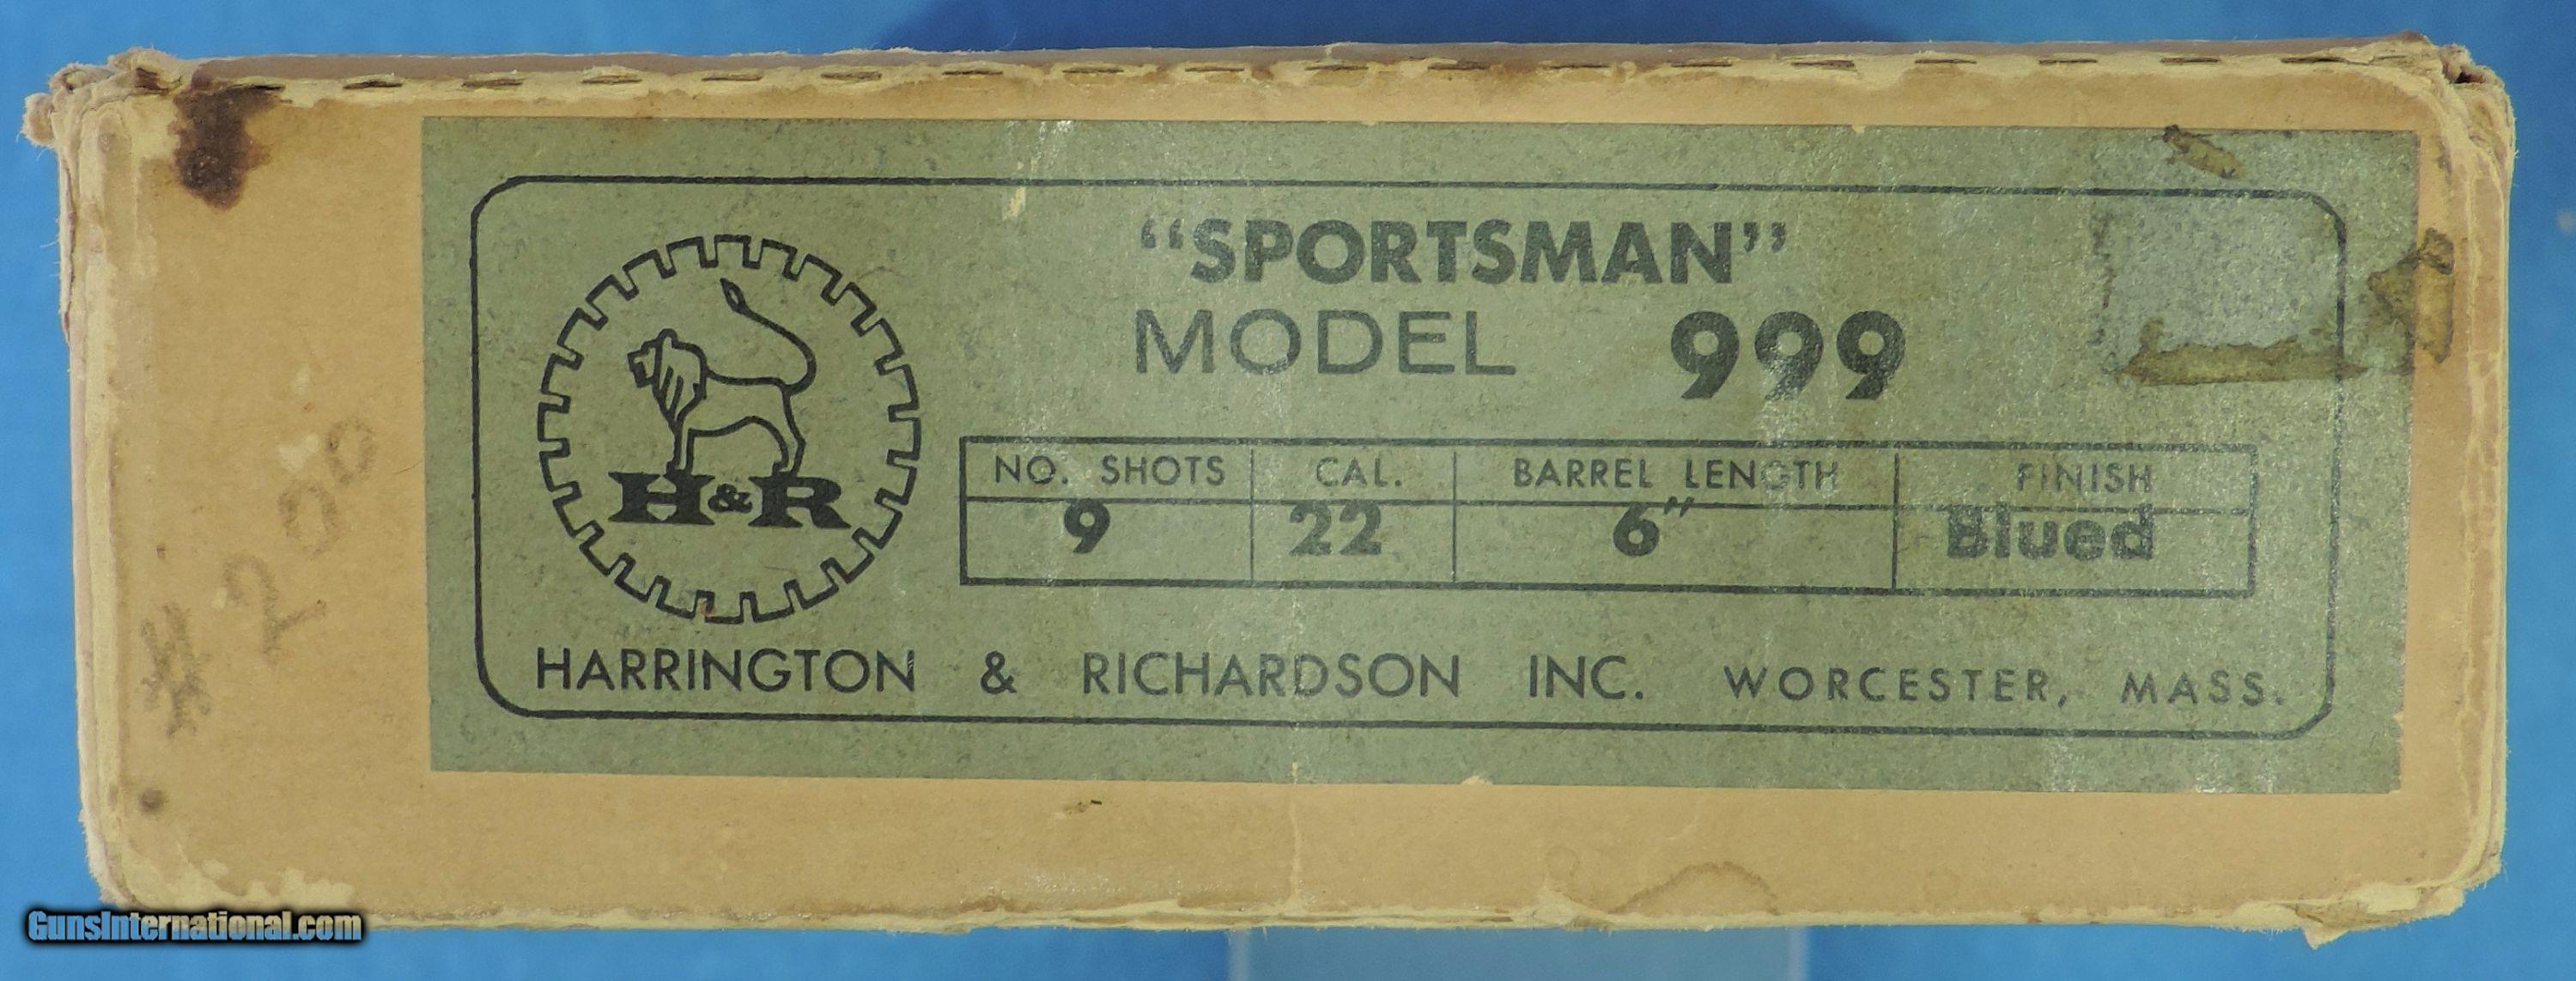 “SPORTSMAN”
MODEL 999
H&R
NO. SHOTS CAL. BARREL LENGTH FINISH
9 22 6” Blued
HARRINGTON & RICHARDSON INC. WORCESTER, MASS.
GunsInternational.com